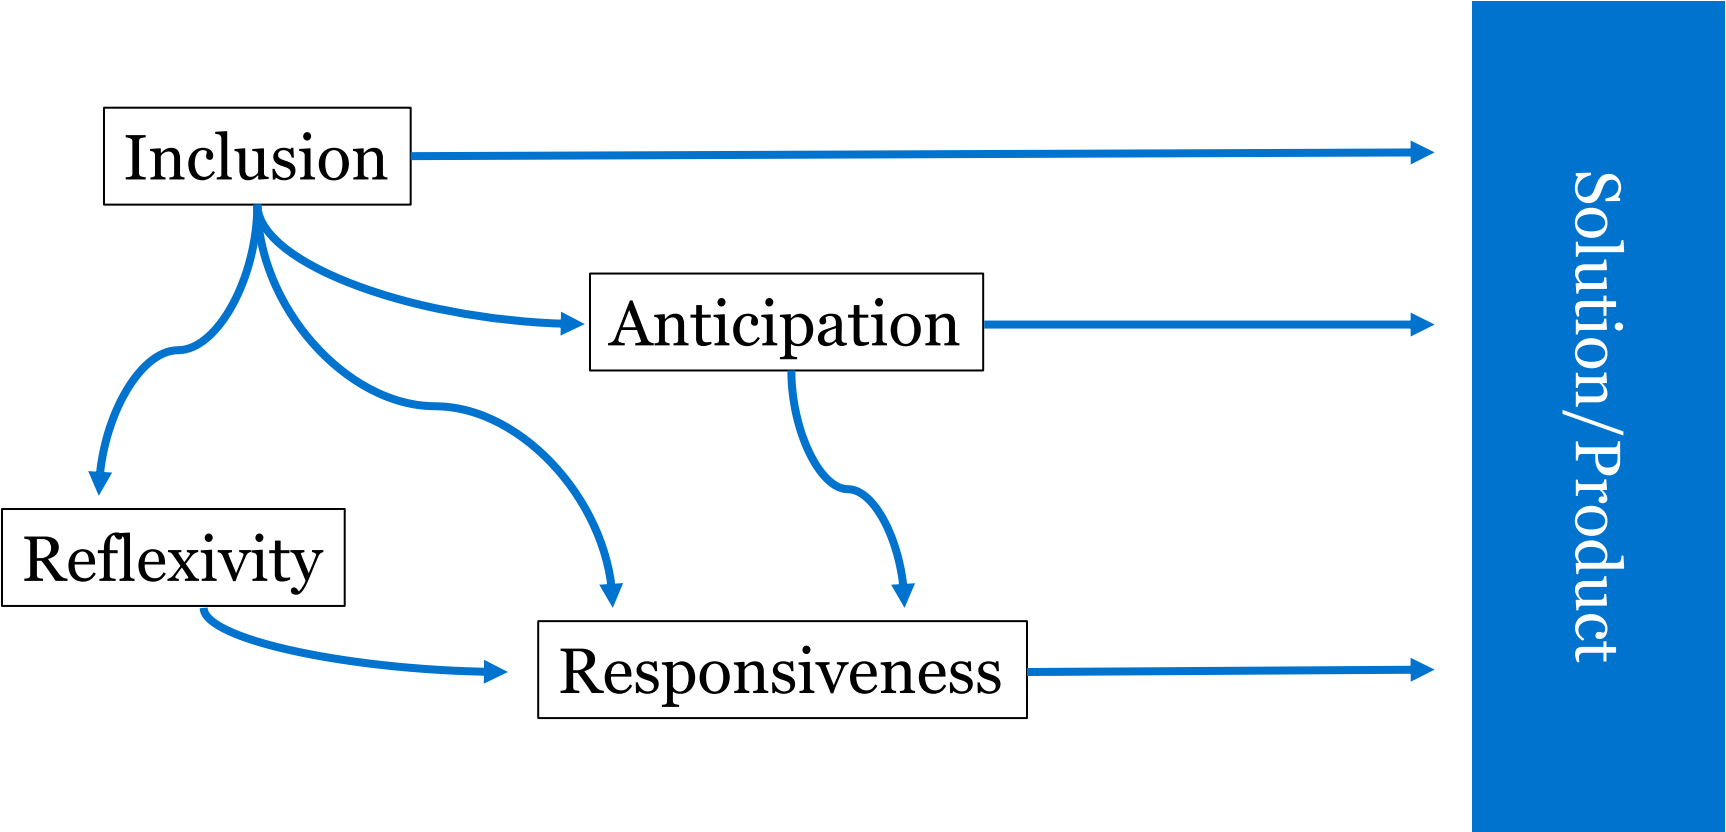 Inclusion
Anticipation
Reflexivity
Responsiveness
Solution/Product